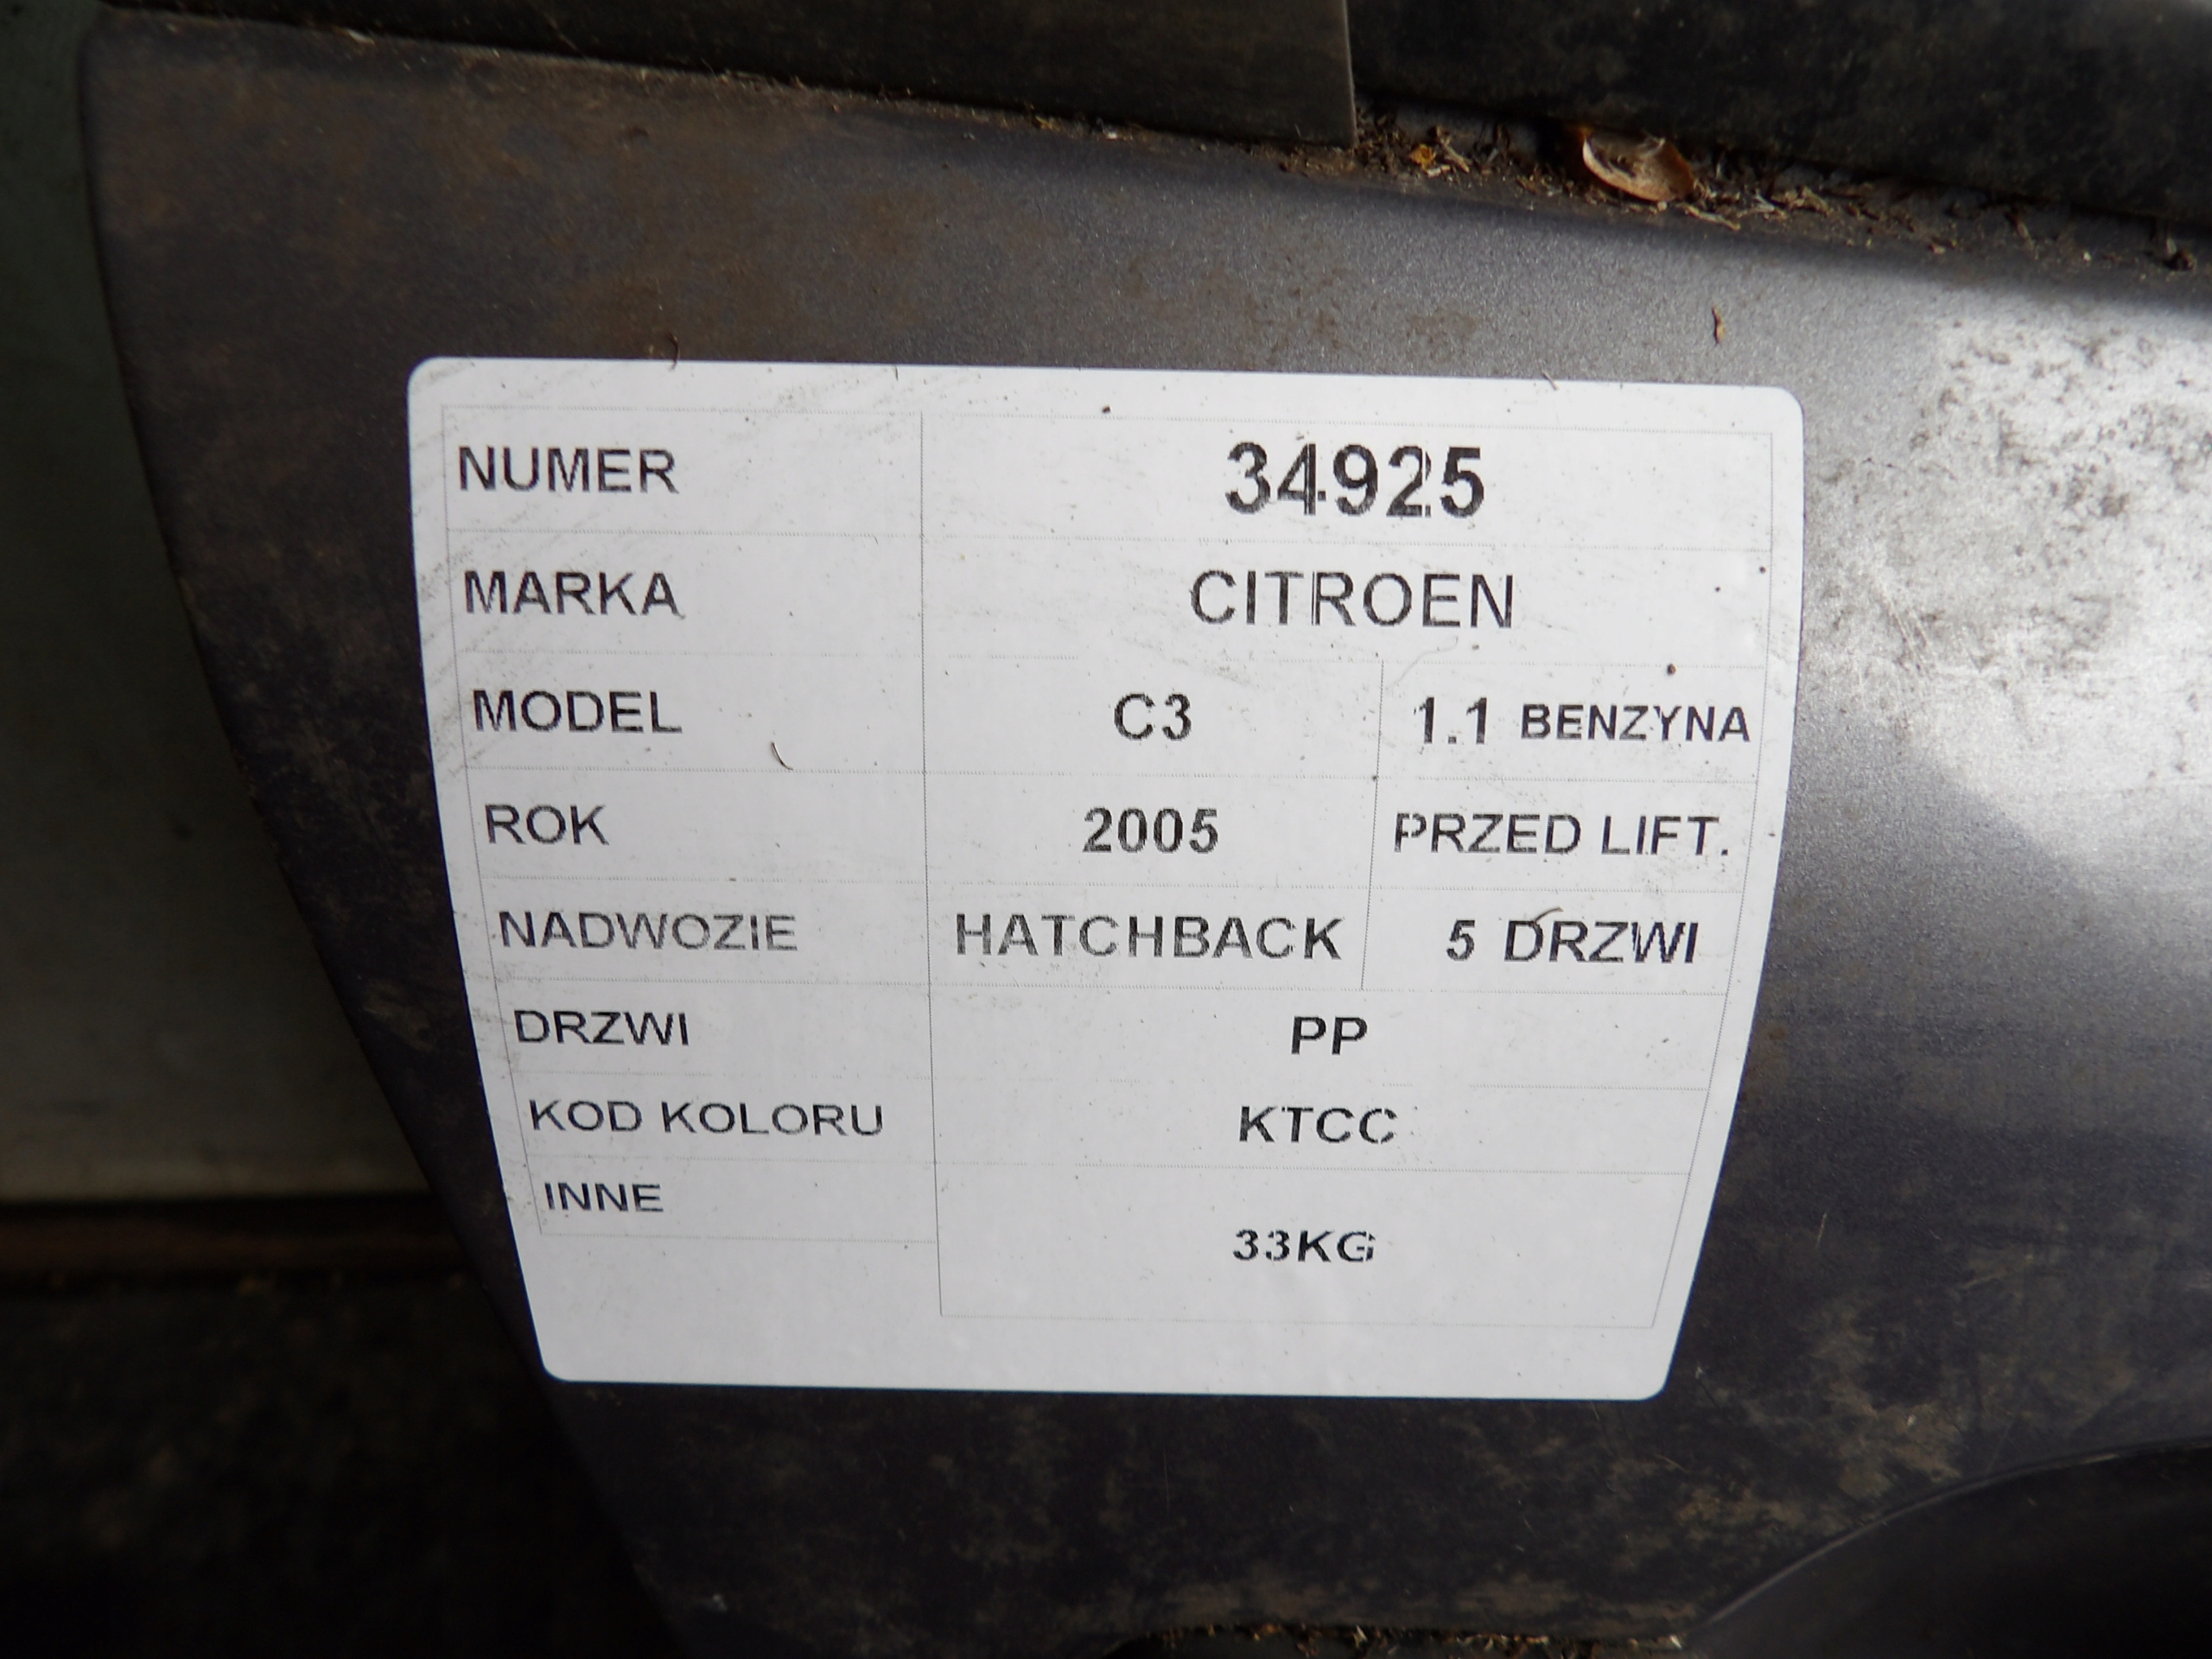 NUMER 34925
MARKA CITROEN
MODEL C3 1.1 BENZYNA
ROK 2005 PRZED LIFT.
NADWOZIE HATCHBACK 5 DRZWI
DRZWI PP
KOD KOLORU KTCC
INNE
33KG